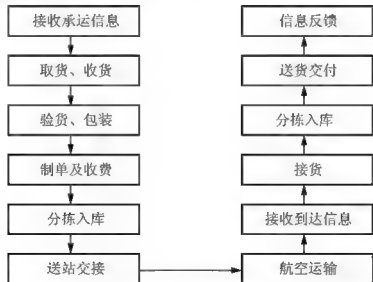 接收承运信息
取货、收货
验货、包装
制单及收费
分拣入库
送站交接
航空运输
接收到达信息
接货
分拣入库
送货交付
信息反馈